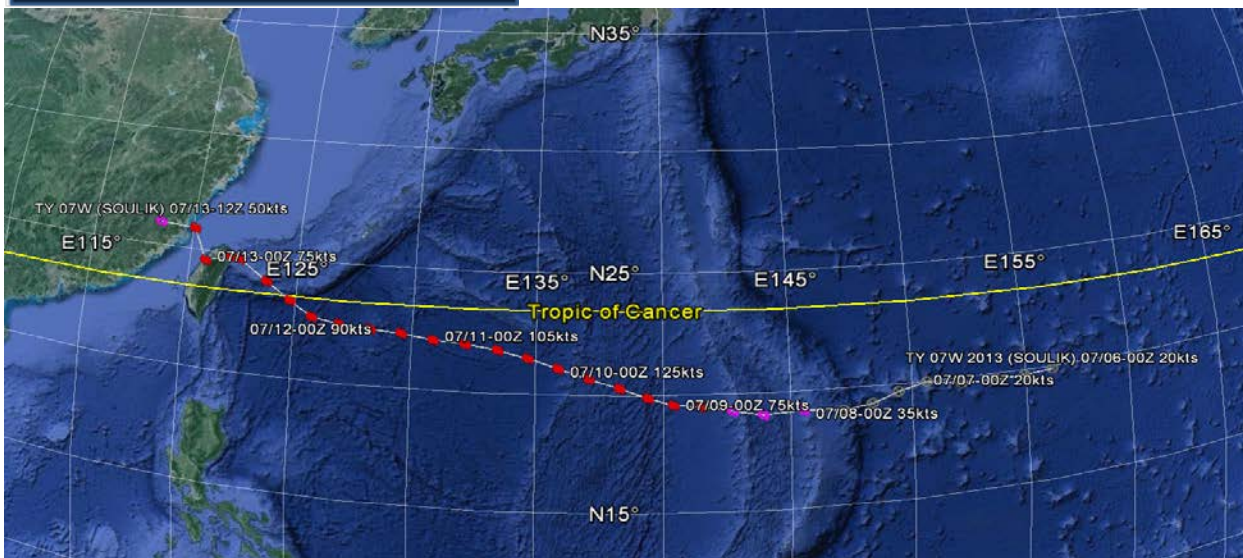 N35°
TY 07W (SOULIK) 07/13-12Z 50kts
E115°
07/13-00Z 75kts
E125°
E135°
N25°
E145°
E155°
E165°
Tropic of Cancer
07/12-00Z 90kts
07/11-00Z 105kts
07/10-00Z 125kts
TY 07W 2013 (SOULIK) 07/06-00Z 20kts
07/07-00Z 20kts
07/09-00Z 75kts
07/08-00Z 35kts
N15°